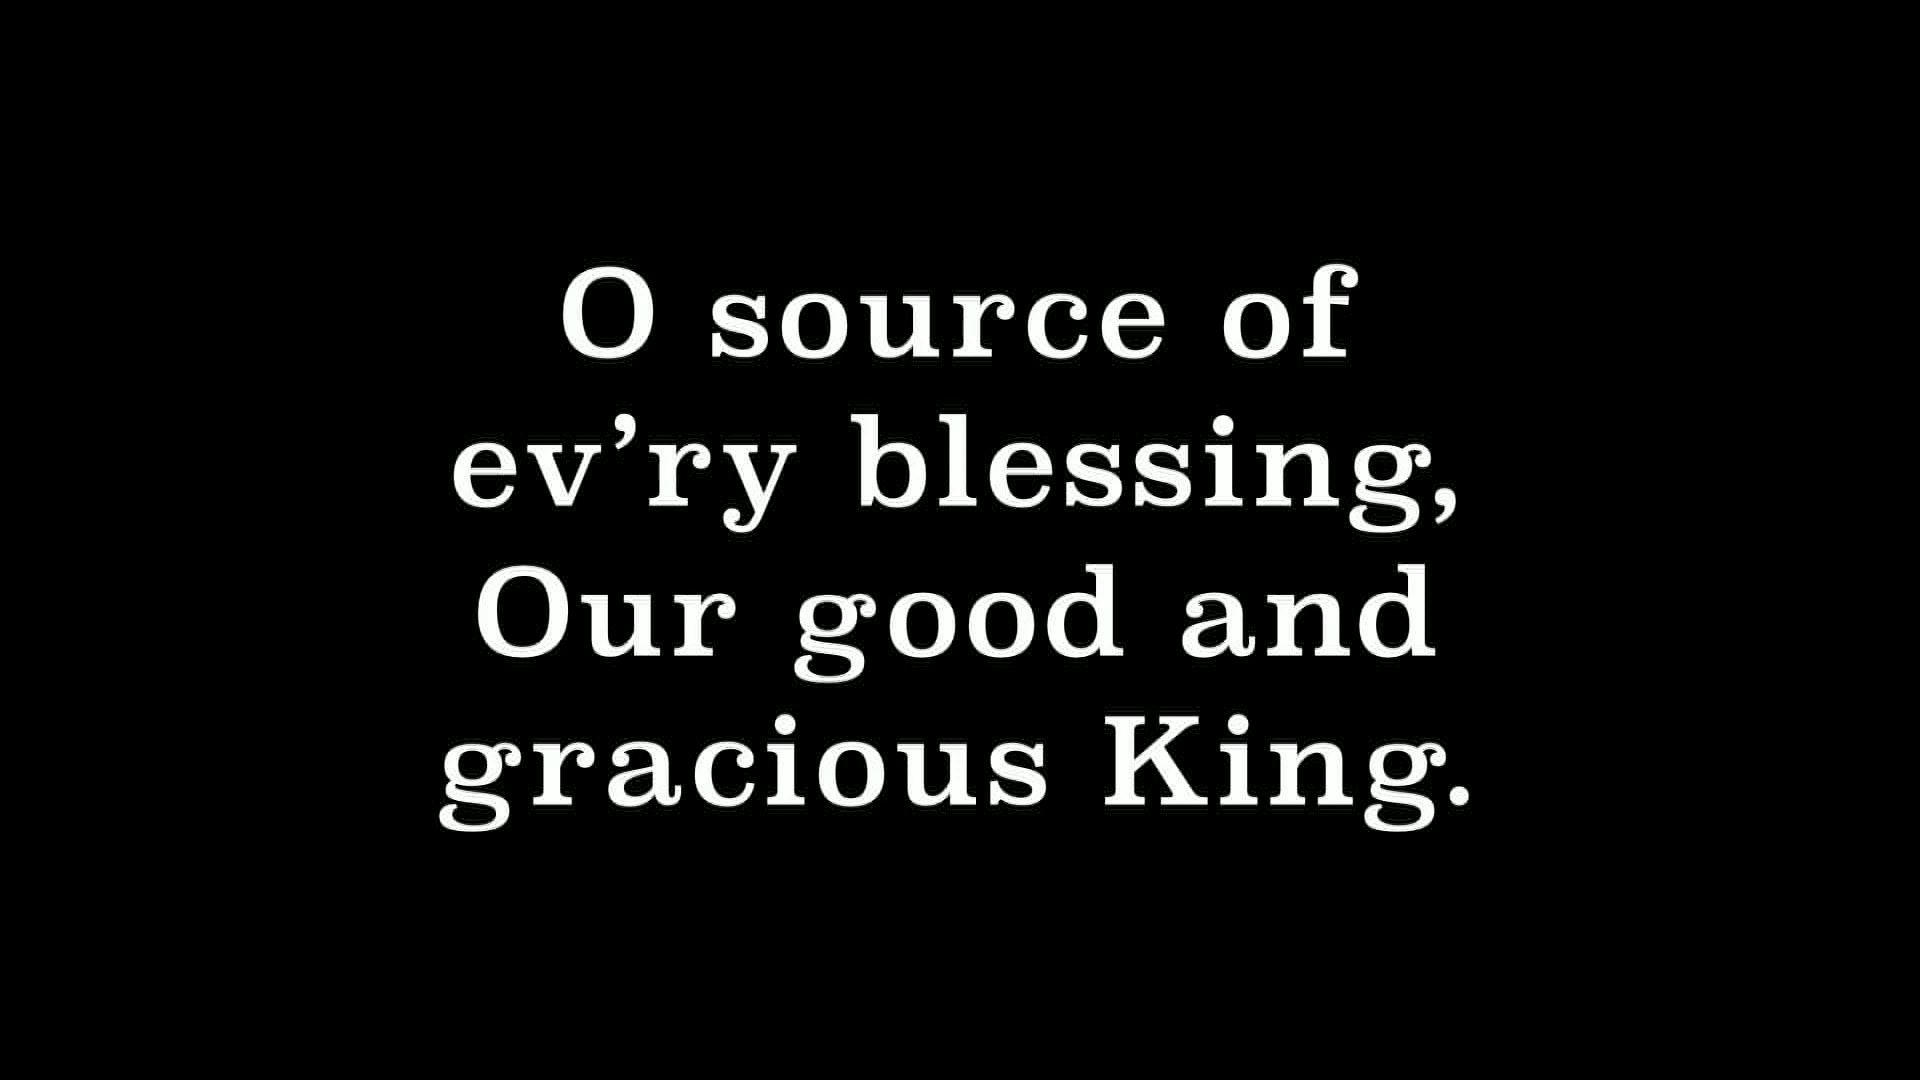 O source of
ev’ry blessing,
Our good and
gracious King.